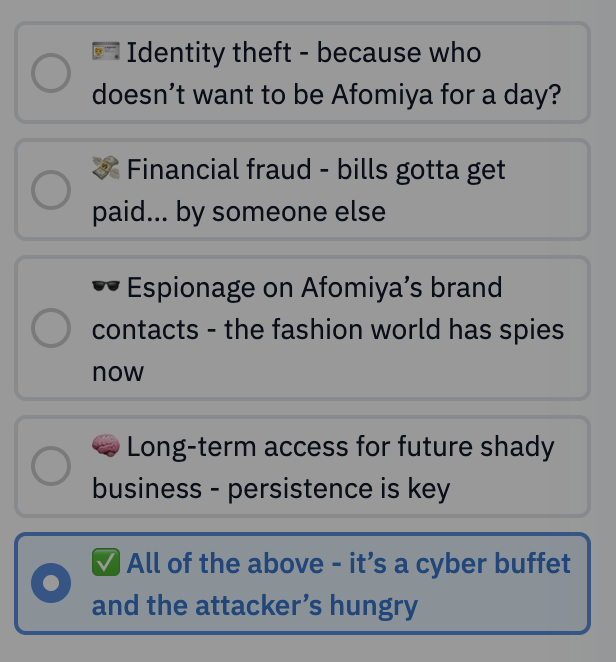 🪪 Identity theft - because who
doesn’t want to be Afomiya for a day?
💸 Financial fraud - bills gotta get
paid... by someone else
🕶️ Espionage on Afomiya’s brand
contacts - the fashion world has spies
now
🧠 Long-term access for future shady
business - persistence is key
✅ All of the above - it’s a cyber buffet
and the attacker’s hungry